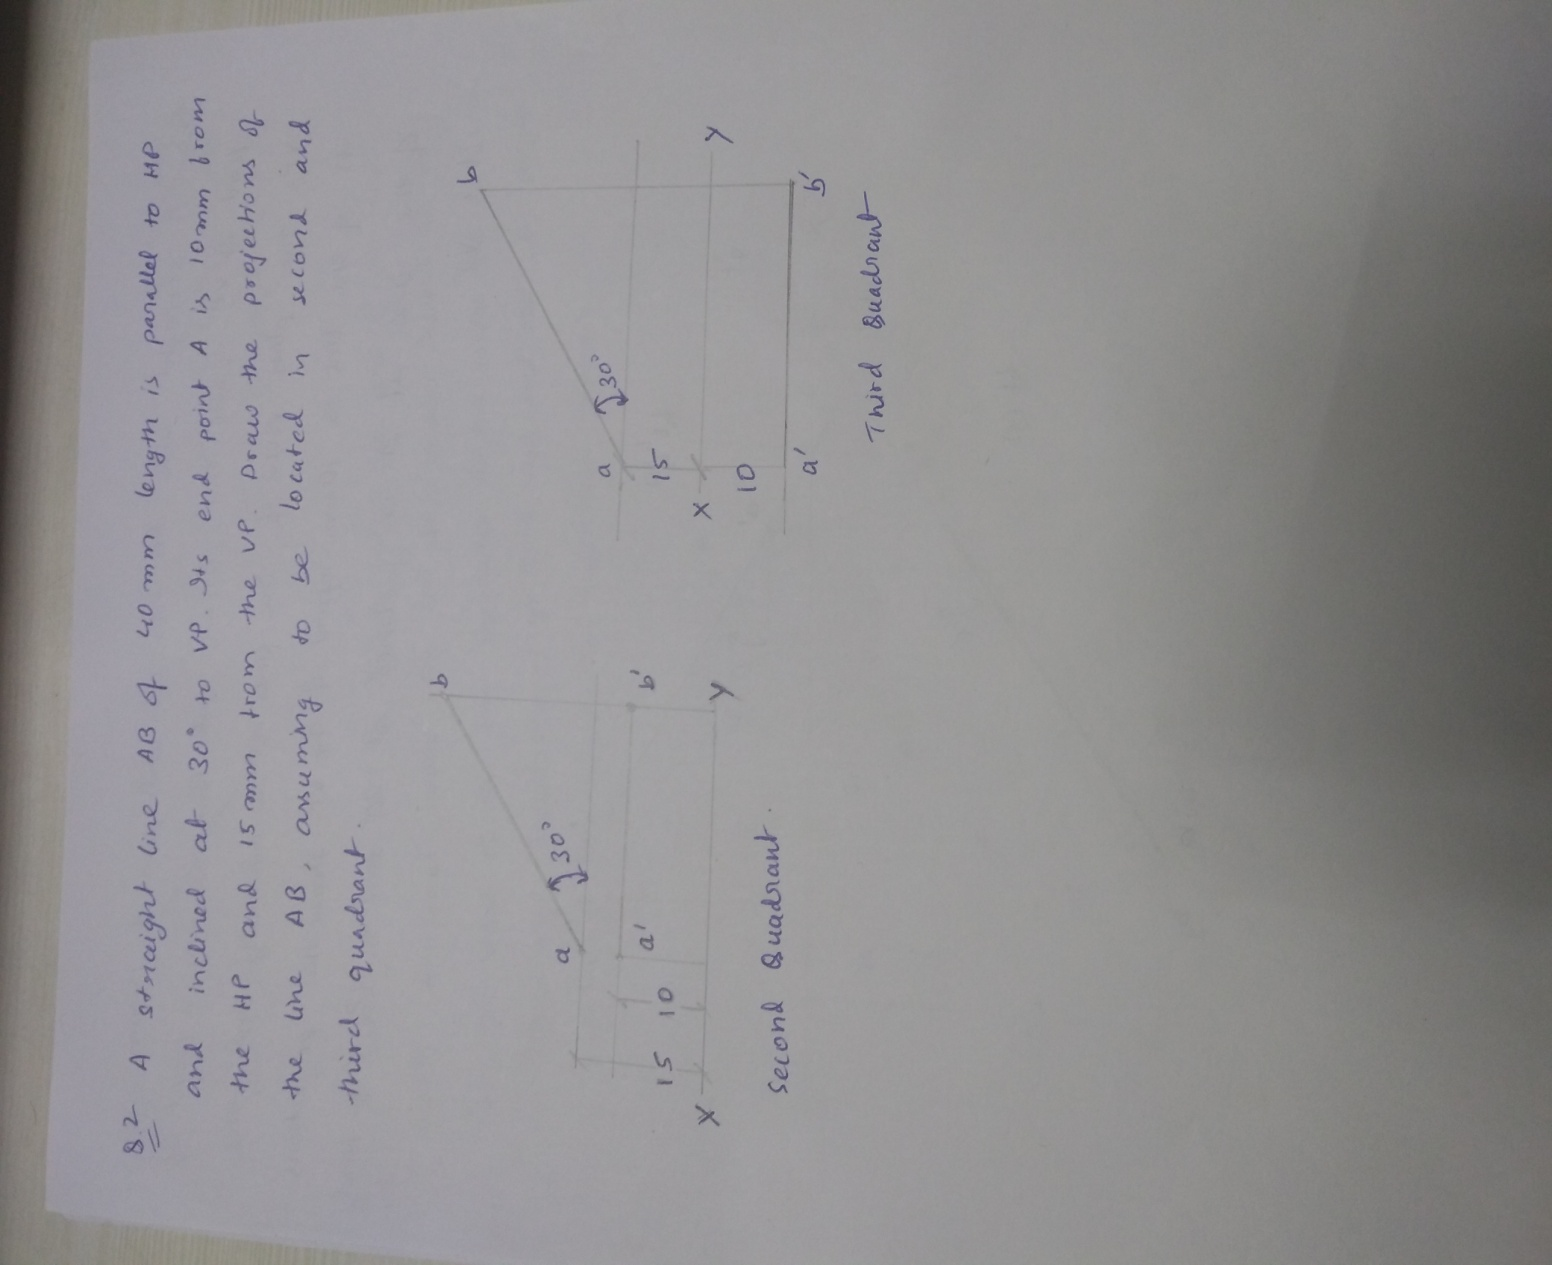 Q.2 A straight line AB of 40 mm length is parallel to HP
and inclined at 30° to VP. Its end point A is 10mm from
the HP and 15 mm from the VP. Draw the projections of
the line AB, assuming to be located in second and
third quadrant.
b
a
30°
b'
a'
15
10
X
Y
Second Quadrant.
b
a
30°
15
X
Y
10
a'
b'
Third Quadrant